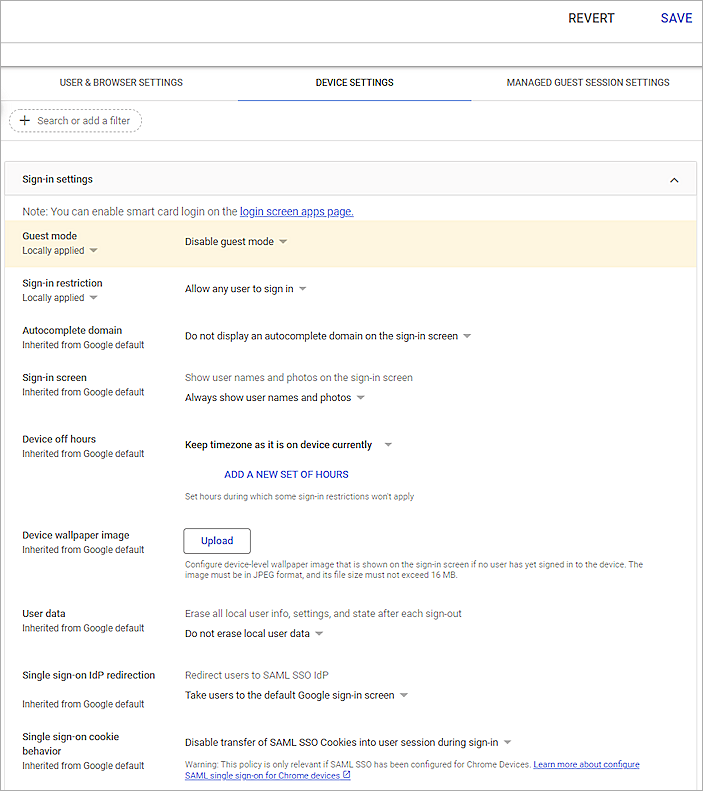 REVERT SAVE
USER & BROWSER SETTINGS DEVICE SETTINGS MANAGED GUEST SESSION SETTINGS
Search or add a filter
Sign-in settings
Note: You can enable smart card login on the login screen apps page.
Guest mode
Locally applied
Disable guest mode
Sign-in restriction
Locally applied
Allow any user to sign in
Autocomplete domain
Inherited from Google default
Do not display an autocomplete domain on the sign-in screen
Sign-in screen
Inherited from Google default
Show user names and photos on the sign-in screen
Always show user names and photos
Device off hours
Inherited from Google default
Keep timezone as it is on device currently
ADD A NEW SET OF HOURS
Set hours during which some sign-in restrictions won't apply
Device wallpaper image
Inherited from Google default
Upload
Configure device-level wallpaper image that is shown on the sign-in screen if no user has yet signed in to the device. The
image must be in JPEG format, and its file size must not exceed 16 MB.
User data
Inherited from Google default
Erase all local user info, settings, and state after each sign-out
Do not erase local user data
Single sign-on IdP redirection
Inherited from Google default
Redirect users to SAML SSO IdP
Take users to the default Google sign-in screen
Single sign-on cookie
behavior
Inherited from Google default
Disable transfer of SAML SSO Cookies into user session during sign-in
Warning: This policy is only relevant if SAML SSO has been configured for Chrome Devices. Learn more about configure
SAML single sign-on for Chrome devices